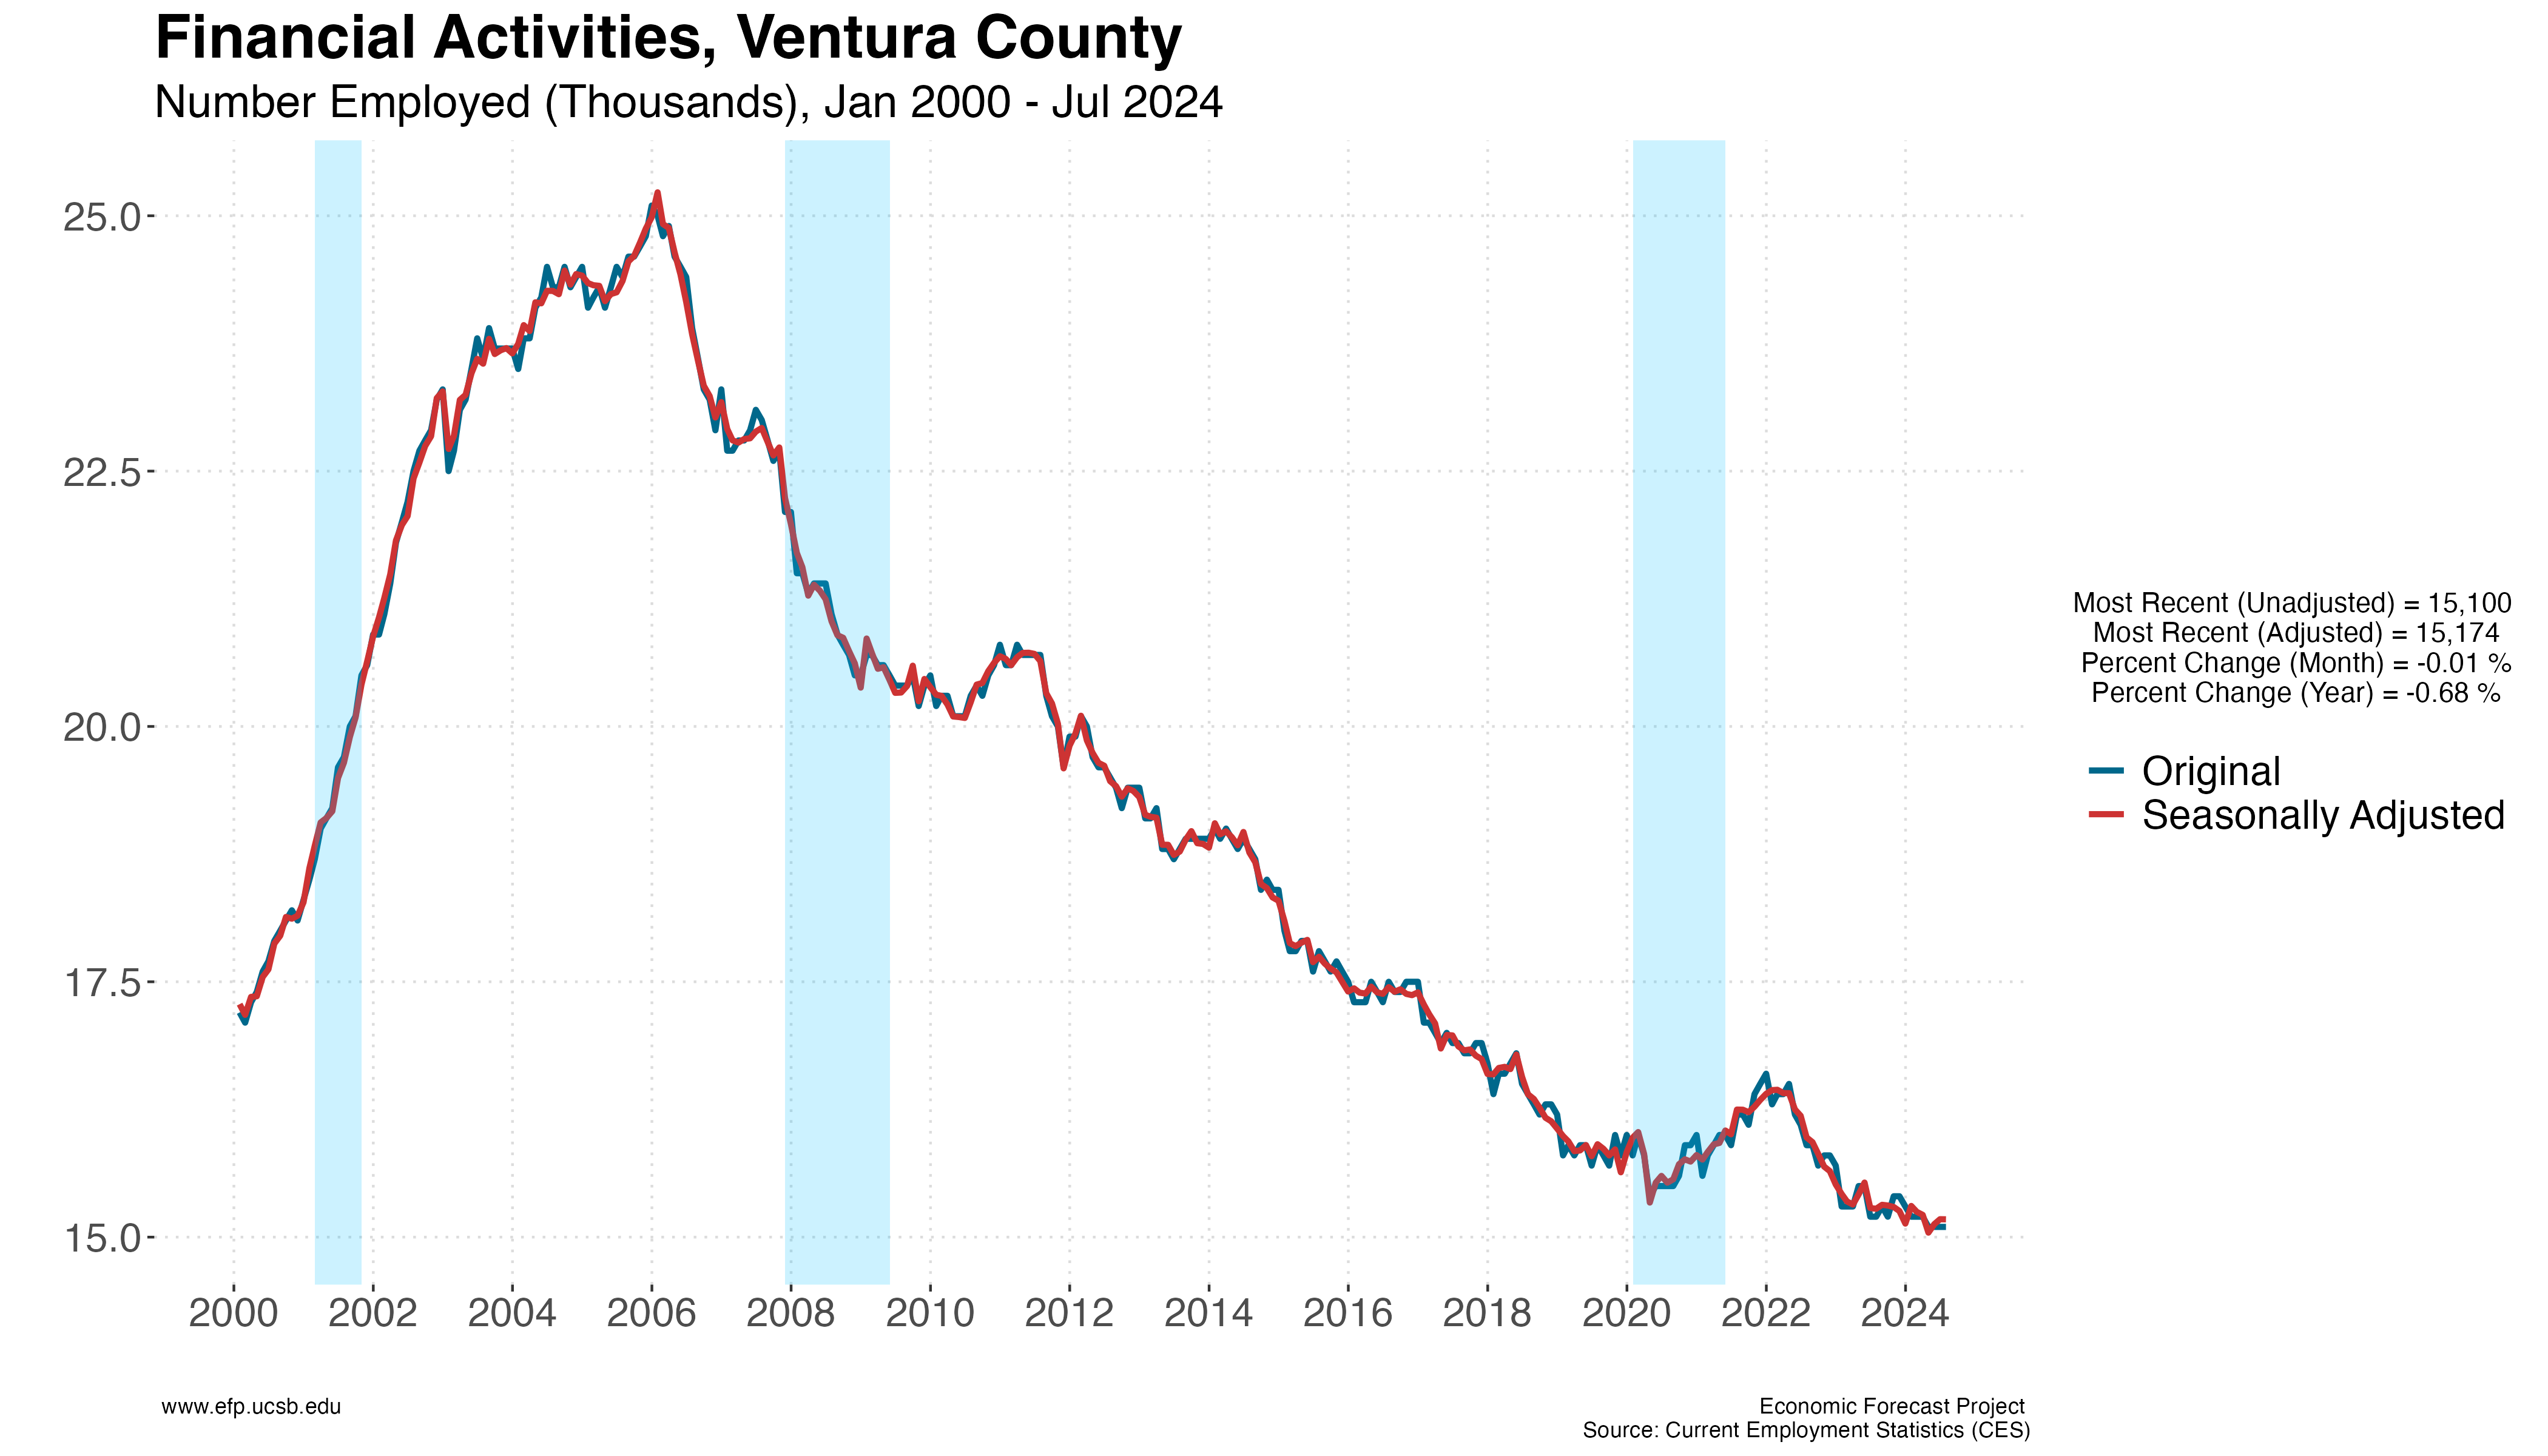 Financial Activities, Ventura County
Number Employed (Thousands), Jan 2000 - Jul 2024
25.0
22.5
20.0
17.5
15.0
2000 2002 2004 2006 2008 2010 2012 2014 2016 2018 2020 2022 2024
Most Recent (Unadjusted) = 15,100
Most Recent (Adjusted) = 15,174
Percent Change (Month) = -0.01 %
Percent Change (Year) = -0.68 %
Original
Seasonally Adjusted
www.efp.ucsb.edu
Economic Forecast Project
Source: Current Employment Statistics (CES)